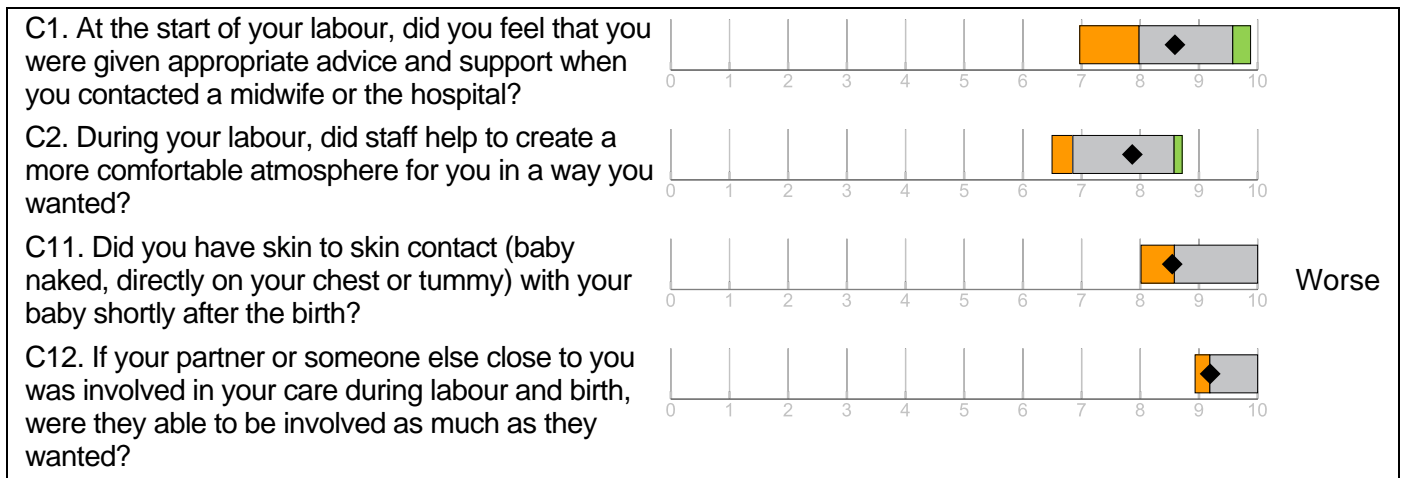 C1. At the start of your labour, did you feel that you
were given appropriate advice and support when
you contacted a midwife or the hospital?
0 1 2 3 4 5 6 7 8 9 10
C2. During your labour, did staff help to create a
more comfortable atmosphere for you in a way you
wanted?
0 1 2 3 4 5 6 7 8 9 10
C11. Did you have skin to skin contact (baby
naked, directly on your chest or tummy) with your
baby shortly after the birth?
0 1 2 3 4 5 6 7 8 9 10
Worse
C12. If your partner or someone else close to you
was involved in your care during labour and birth,
were they able to be involved as much as they
wanted?
0 1 2 3 4 5 6 7 8 9 10